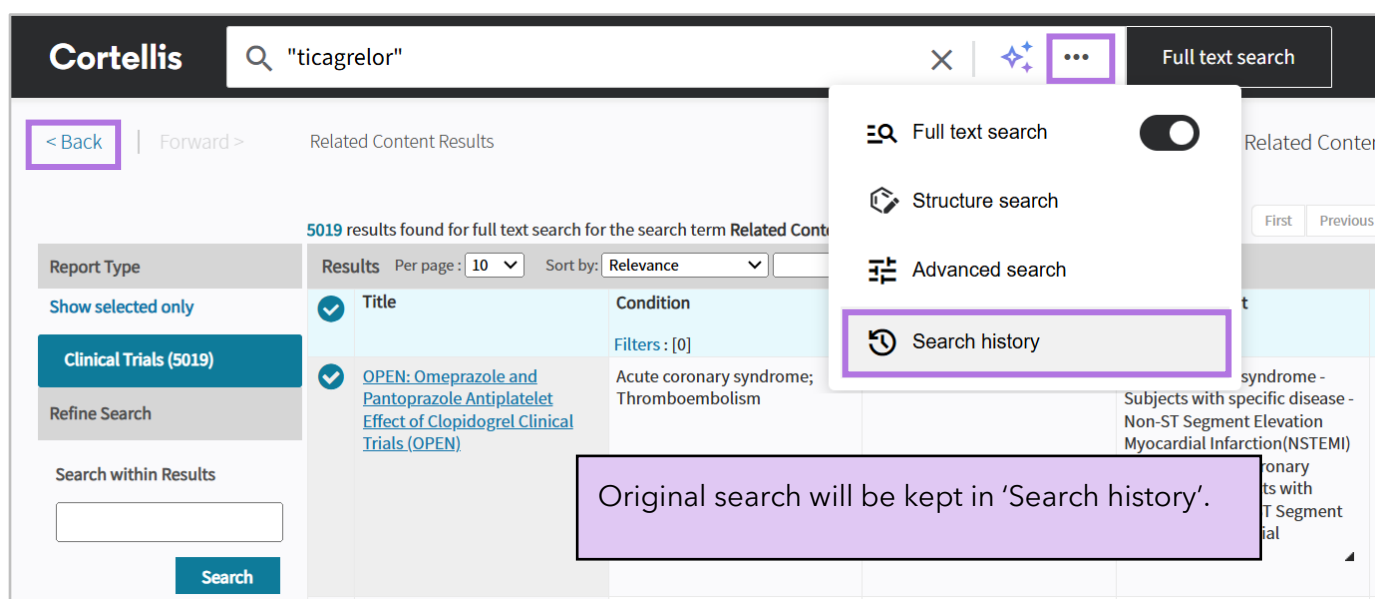 Cortellis
"ticagrelor"
Full text search
< Back
Forward >
Related Content Results
Full text search
Structure search
Advanced search
Search history
Related
First Previous
5019 results found for full text search for the search term Related
Report Type
Show selected only
Clinical Trials (5019)
Refine Search
Search within Results
Search
Results Per page : 10 Sort by: Relevance
Title
Condition
Filters : [0]
OPEN: Omeprazole and
Pantoprazole Antiplatelet
Effect of Clopidogrel Clinical
Trials (OPEN)
Acute coronary syndrome;
Thromboembolism
syndrome -
Subjects with specific disease -
Non-ST Segment Elevation
Myocardial Infarction(NSTEMI)
with
Segment
Original search will be kept in ‘Search history’.